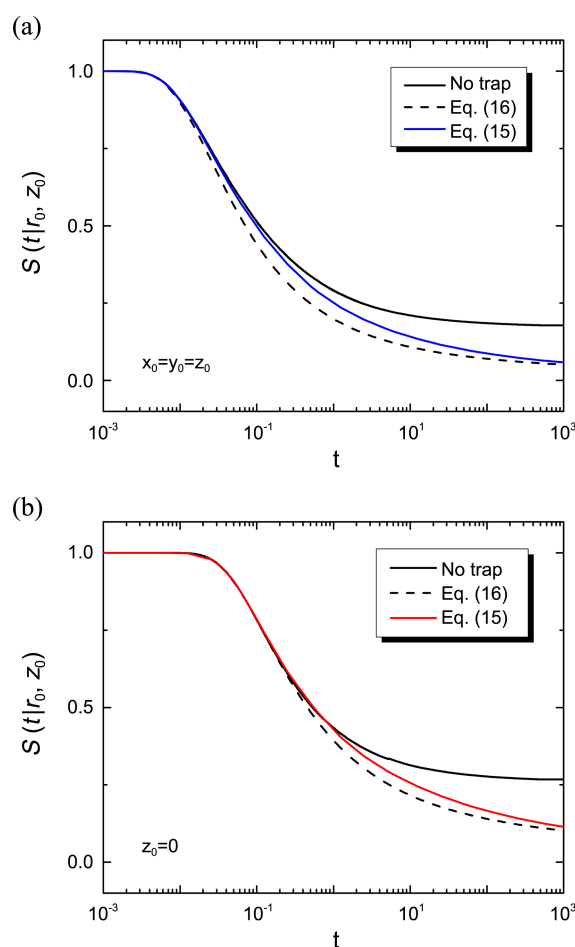 (a)
1.0
0.5
0.0
S (t|r₀, z₀)
No trap
Eq. (16)
Eq. (15)
x₀=y₀=z₀
10⁻³ 10⁻¹ 10¹ 10³
t
(b)
1.0
0.5
0.0
S (t|r₀, z₀)
No trap
Eq. (16)
Eq. (15)
z₀=0
10⁻³ 10⁻¹ 10¹ 10³
t